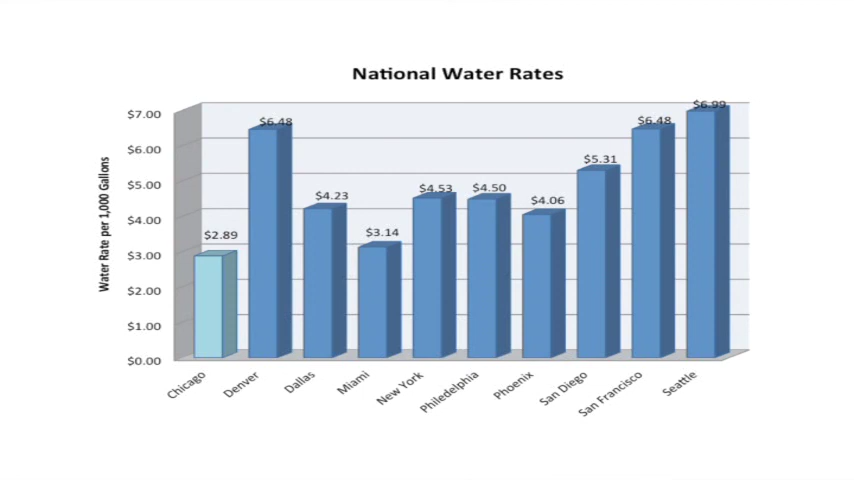 National Water Rates
Water Rate per 1,000 Gallons
$7.00
$6.00
$5.00
$4.00
$3.00
$2.00
$1.00
$0.00
$2.89
$6.48
$4.23
$3.14
$4.53
$4.50
$4.06
$5.31
$6.48
$6.99
Chicago
Denver
Dallas
Miami
New York
Philedelphia
Phoenix
San Diego
San Francisco
Seattle